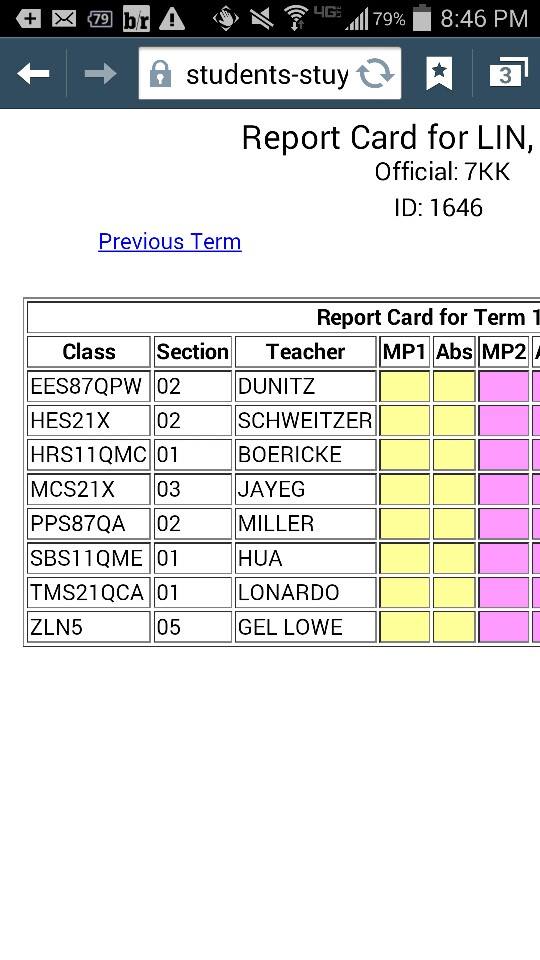 79 b/r 4G 79% 8:46 PM
students-stuy 3
Report Card for LIN,
Official: 7KK
ID: 1646
Previous Term
Report Card for Term 1
Class Section Teacher MP1 Abs MP2 A
EES87QPW 02 DUNITZ
HES21X 02 SCHWEITZER
HRS11QMC 01 BOERICKE
MCS21X 03 JAYEG
PPS87QA 02 MILLER
SBS11QME 01 HUA
TMS21QCA 01 LONARDO
ZLN5 05 GEL LOWE